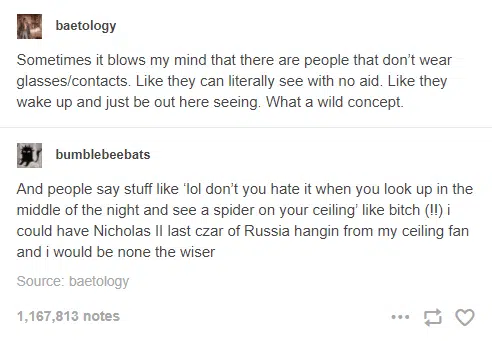 baetology
Sometimes it blows my mind that there are people that don't wear
glasses/contacts. Like they can literally see with no aid. Like they
wake up and just be out here seeing. What a wild concept.
bumblebeebats
And people say stuff like 'lol don't you hate it when you look up in the
middle of the night and see a spider on your ceiling' like bitch (!!) i
could have Nicholas II last czar of Russia hangin from my ceiling fan
and i would be none the wiser
Source: baetology
1,167,813 notes